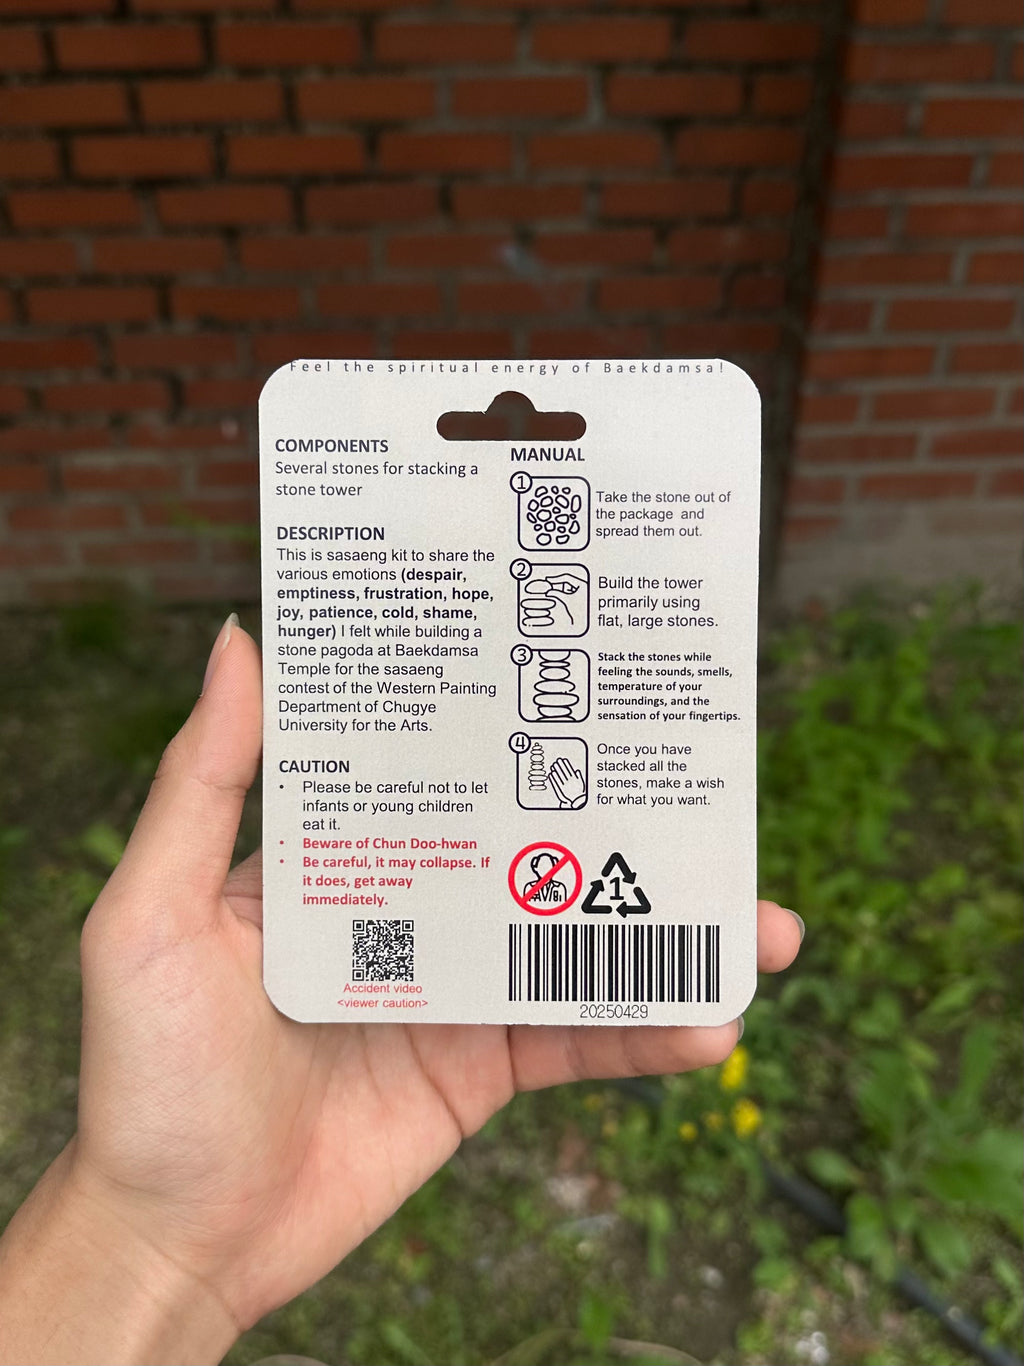 Feel the spiritual energy of Baekdamsa!
COMPONENTS
Several stones for stacking a
stone tower
DESCRIPTION
This is sasaeng kit to share the
various emotions (despair,
emptiness, frustration, hope,
joy, patience, cold, shame,
hunger) I felt while building a
stone pagoda at Baekdamsa
Temple for the sasaeng
contest of the Western Painting
Department of Chugye
University for the Arts.
CAUTION
• Please be careful not to let
infants or young children
eat it.
• Beware of Chun Doo-hwan
• Be careful, it may collapse. If
it does, get away
immediately.
Accident video
<viewer caution>
MANUAL
1
Take the stone out of
the package and
spread them out.
2
Build the tower
primarily using
flat, large stones.
3
Stack the stones while
feeling the sounds, smells,
temperature of your
surroundings, and the
sensation of your fingertips.
4
Once you have
stacked all the
stones, make a wish
for what you want.
1
20250429